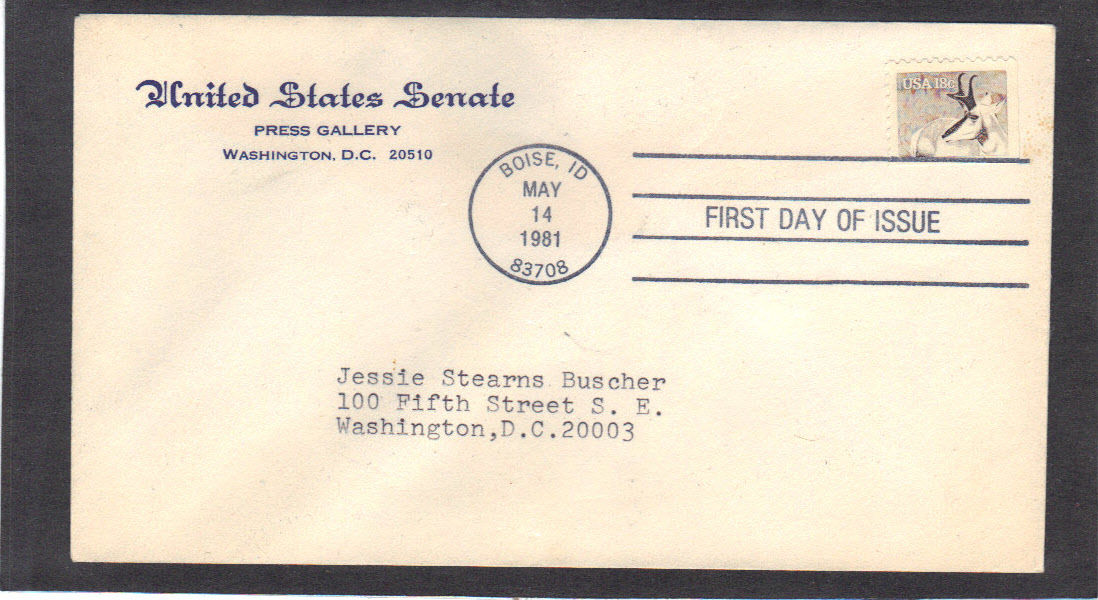 United States Senate
PRESS GALLERY
WASHINGTON, D.C. 20510
USA 18c
BOISE, ID
MAY
14
1981
83708
FIRST DAY OF ISSUE
Jessie Stearns Buscher
100 Fifth Street S. E.
Washington,D.C.20003